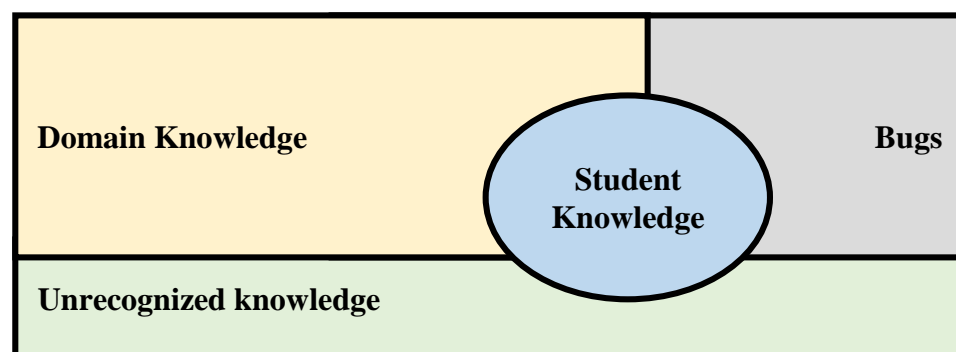 Domain Knowledge
Bugs
Student
Knowledge
Unrecognized knowledge